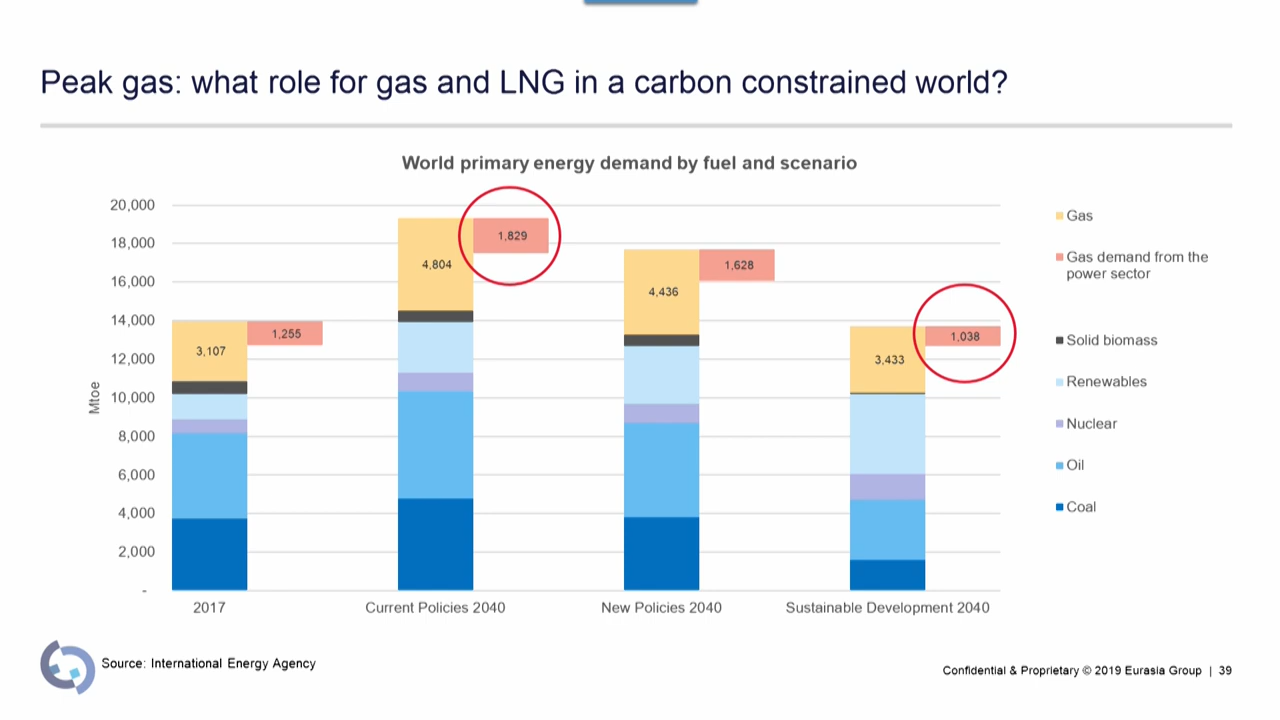 Peak gas: what role for gas and LNG in a carbon constrained world?
World primary energy demand by fuel and scenario
Mtoe
20,000
18,000
16,000
14,000
12,000
10,000
8,000
6,000
4,000
2,000
-
3,107
1,255
4,804
1,829
4,436
1,628
3,433
1,038
2017
Current Policies 2040
New Policies 2040
Sustainable Development 2040
Gas
Gas demand from the
power sector
Solid biomass
Renewables
Nuclear
Oil
Coal
Source: International Energy Agency
Confidential & Proprietary © 2019 Eurasia Group | 39